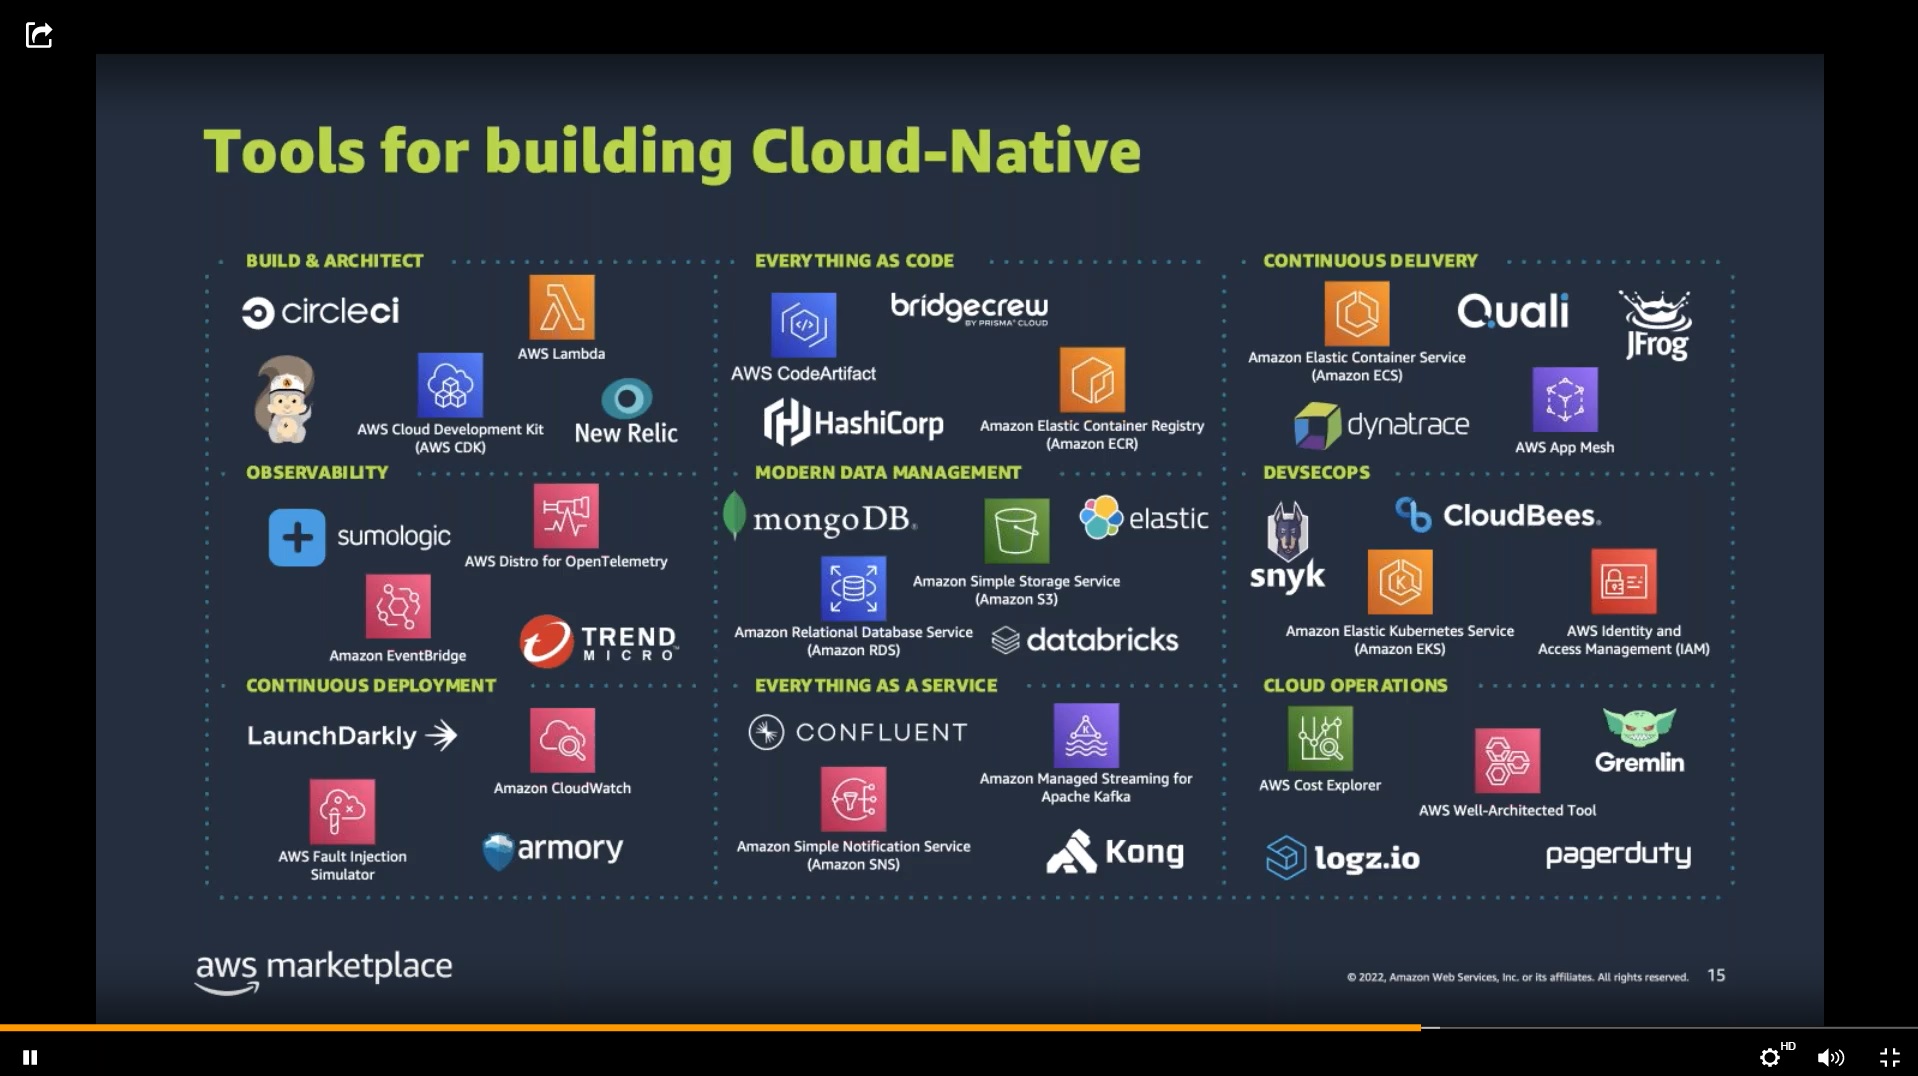 Tools for building Cloud-Native
BUILD & ARCHITECT
circleci
AWS Lambda
AWS Cloud Development Kit
(AWS CDK)
New Relic
EVERYTHING AS CODE
AWS CodeArtifact
bridgecrew
BY PRISMA® CLOUD
HashiCorp
Amazon Elastic Container Registry
(Amazon ECR)
CONTINUOUS DELIVERY
Amazon Elastic Container Service
(Amazon ECS)
Quali
JFrog
dynatrace
AWS App Mesh
OBSERVABILITY
sumologic
AWS Distro for OpenTelemetry
Amazon EventBridge
TREND
MICRO™
MODERN DATA MANAGEMENT
mongoDB®
elastic
Amazon Simple Storage Service
(Amazon S3)
Amazon Relational Database Service
(Amazon RDS)
databricks
DEVSECOPS
snyk
CloudBees®
Amazon Elastic Kubernetes Service
(Amazon EKS)
AWS Identity and
Access Management (IAM)
CONTINUOUS DEPLOYMENT
LaunchDarkly
Amazon CloudWatch
AWS Fault Injection
Simulator
armory
EVERYTHING AS A SERVICE
CONFLUENT
Amazon Managed Streaming for
Apache Kafka
Amazon Simple Notification Service
(Amazon SNS)
Kong
CLOUD OPERATIONS
AWS Cost Explorer
AWS Well-Architected Tool
Gremlin
logz.io
pagerduty
aws marketplace
© 2022, Amazon Web Services, Inc. or its affiliates. All rights reserved.
15
HD